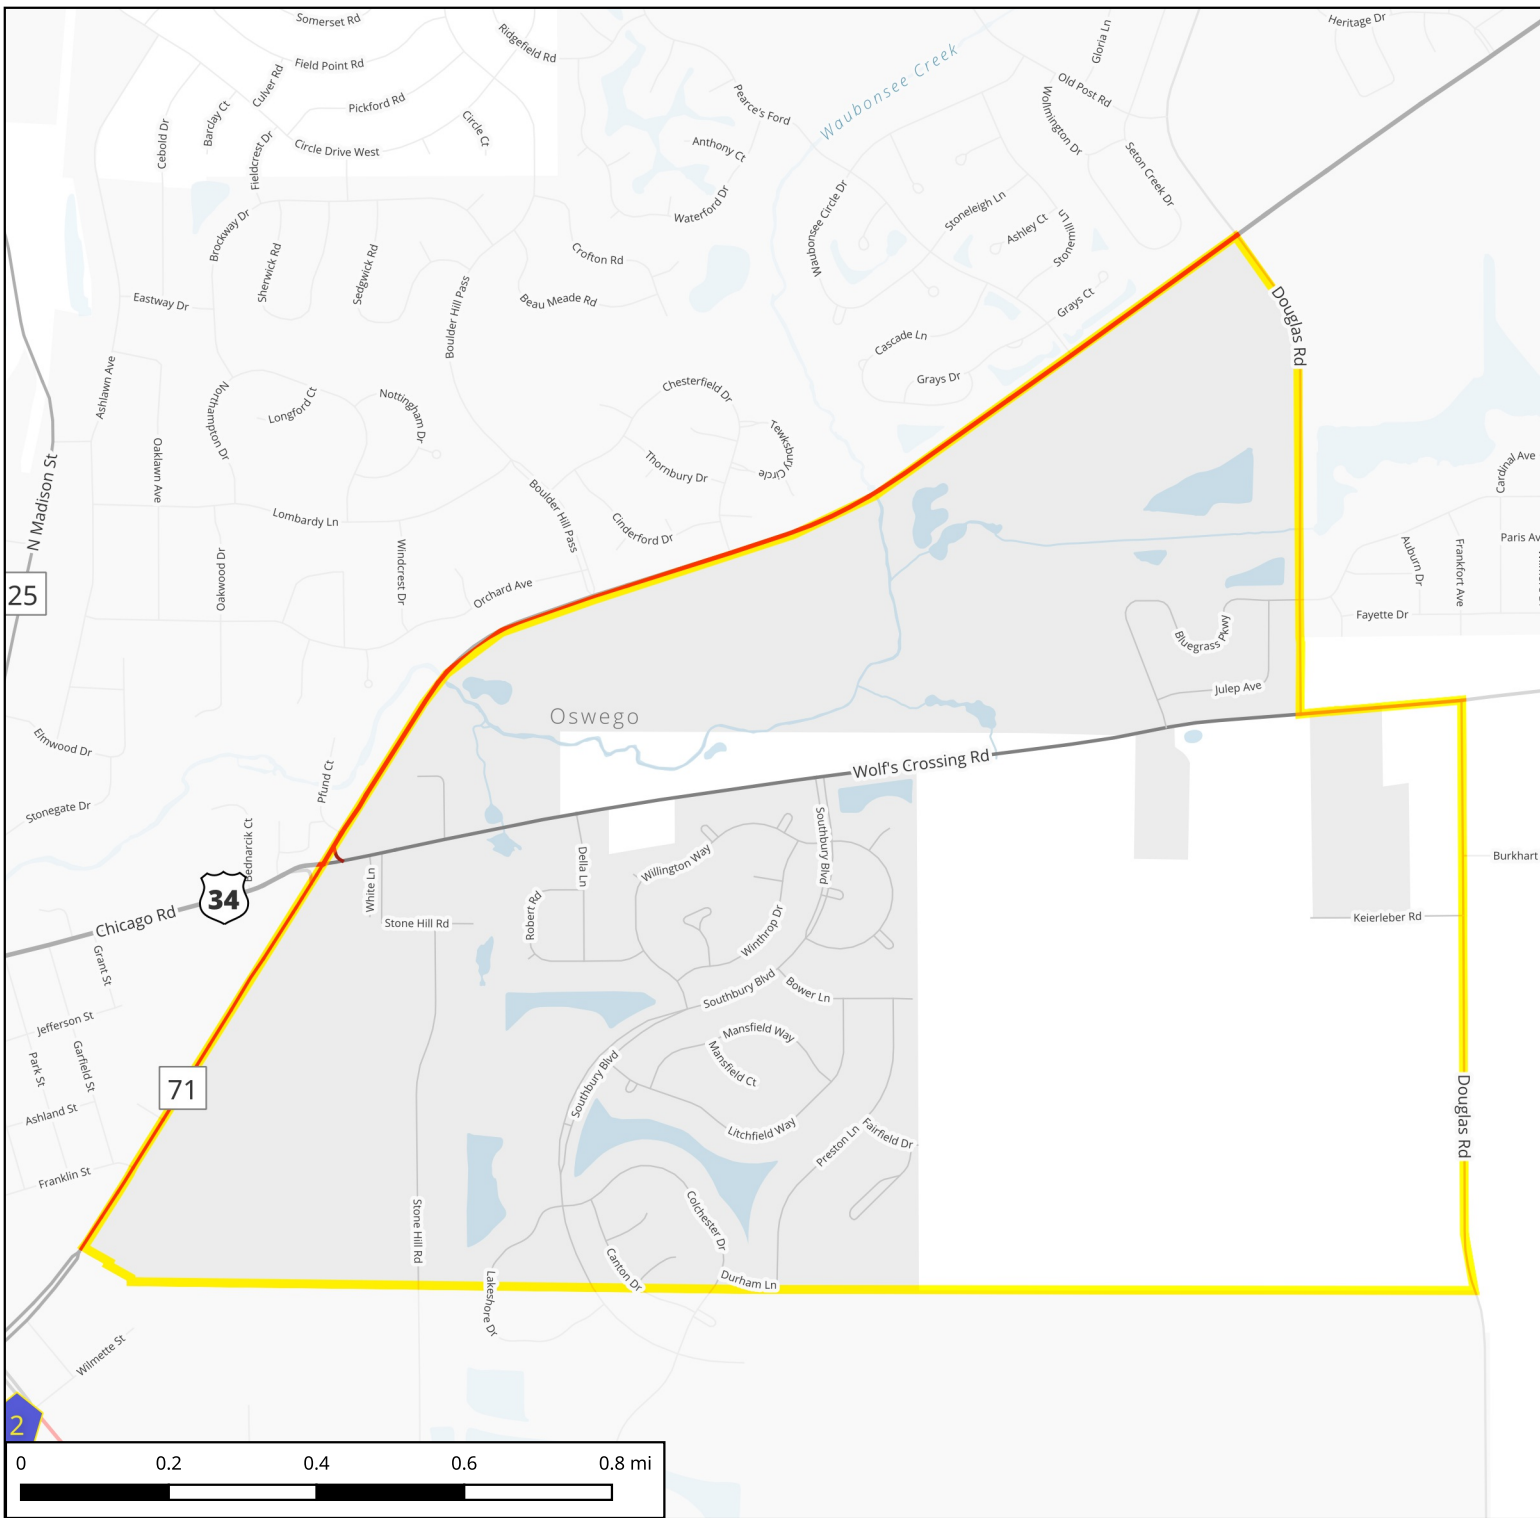 Somerset Rd
Ridgefield Rd
Gloria Ln
Heritage Dr
Field Point Rd
Culver Rd
Pickford Rd
Pearce's Ford
Waubonsee Creek
Old Post Rd
Barclay Ct
Cebold Dr
Circle Ct
Fieldcrest Dr
Circle Drive West
Anthony Ct
Wollmington Dr
Seton Creek Dr
Waterford Dr
Waubonsee Circle Dr
Stoneleigh Ln
Ashley Ct
Stonemill Ln
Brockway Dr
Sherwick Rd
Sedgwick Rd
Crofton Rd
Eastway Dr
Boulder Hill Pass
Beau Meade Rd
Grays Ct
Douglas Rd
Cascade Ln
Grays Dr
Ashlawn Ave
Northampton Dr
Longford Ct
Nottingham Dr
Chesterfield Dr
Tewksbury Circle
Thornbury Dr
Oaklawn Ave
N Madison St
Cardinal Ave
Boulder Hill Pass
Lombardy Ln
Cinderford Dr
Oakwood Dr
Windcrest Dr
Orchard Ave
Auburn Dr
Frankfort Ave
Paris Av
25
Fayette Dr
Bluegrass Pkwy
Julep Ave
Oswego
Elmwood Dr
Wolf's Crossing Rd
Pfund Ct
Stonegate Dr
Bednarcik Ct
Della Ln
Willington Way
Southbury Blvd
Burkhart
White Ln
34
Chicago Rd
Stone Hill Rd
Robert Rd
Winthrop Dr
Keierleber Rd
Grant St
Southbury Blvd
Bower Ln
Jefferson St
Mansfield Way
Park St
Garfield St
Mansfield Ct
Southbury Blvd
71
Ashland St
Litchfield Way
Preston Ln
Fairfield Dr
Douglas Rd
Franklin St
Stone Hill Rd
Colchester Dr
Canton Dr
Durham Ln
Lakeshore Dr
Wilmette St
2
0 0.2 0.4 0.6 0.8 mi